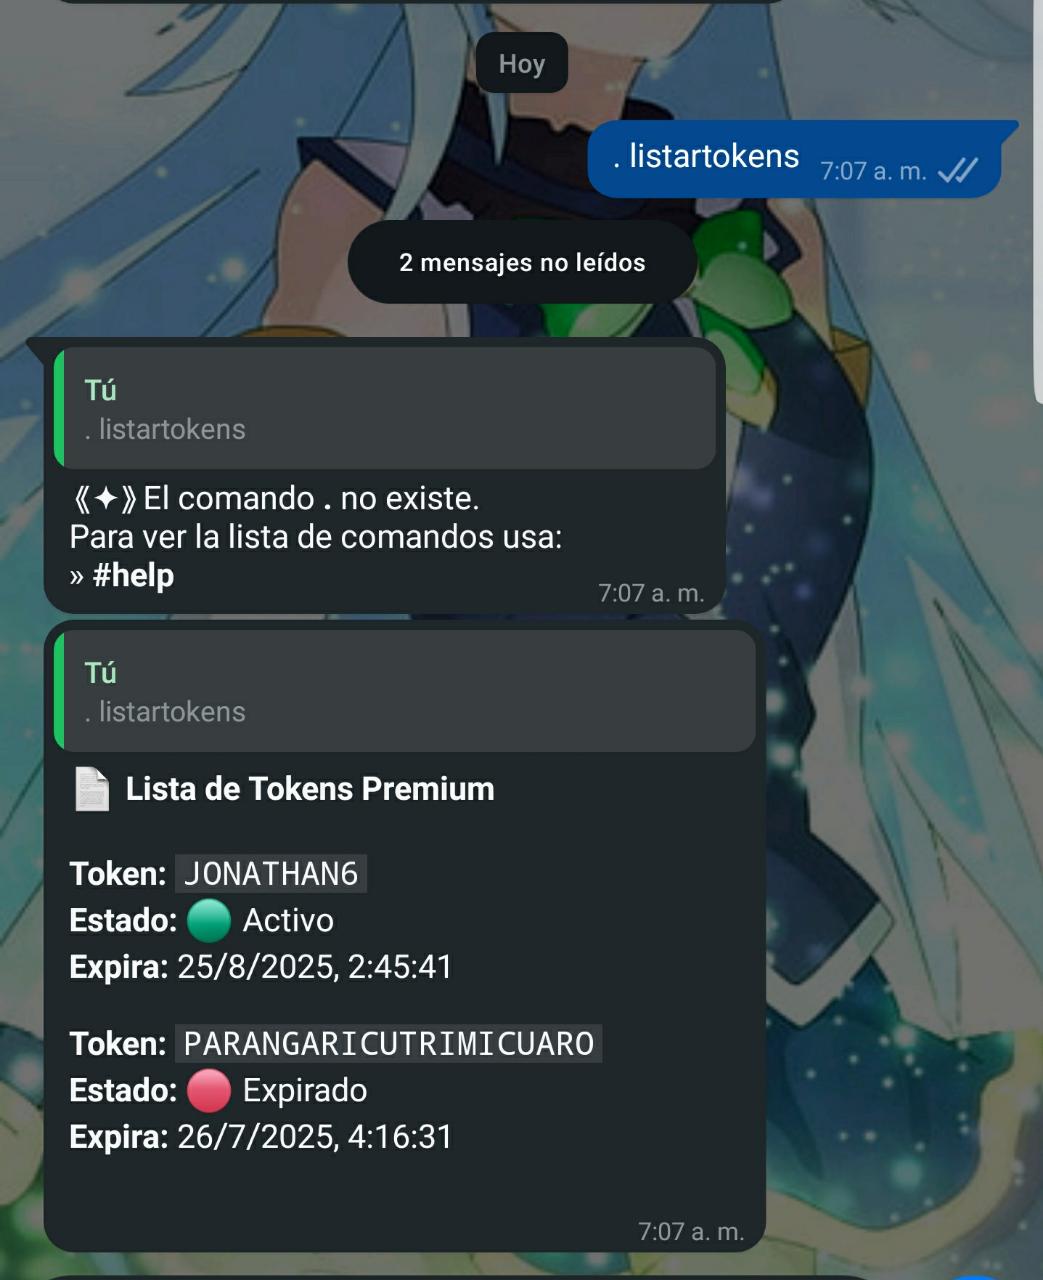 Hoy
. listartokens 7:07 a. m.
2 mensajes no leídos
Tú
. listartokens
《✦》El comando . no existe.
Para ver la lista de comandos usa:
» #help
7:07 a. m.
Tú
. listartokens
📄 Lista de Tokens Premium
Token: JONATHAN6
Estado: 🟢 Activo
Expira: 25/8/2025, 2:45:41
Token: PARANGARICUTRIMICUARO
Estado: 🔴 Expirado
Expira: 26/7/2025, 4:16:31
7:07 a. m.